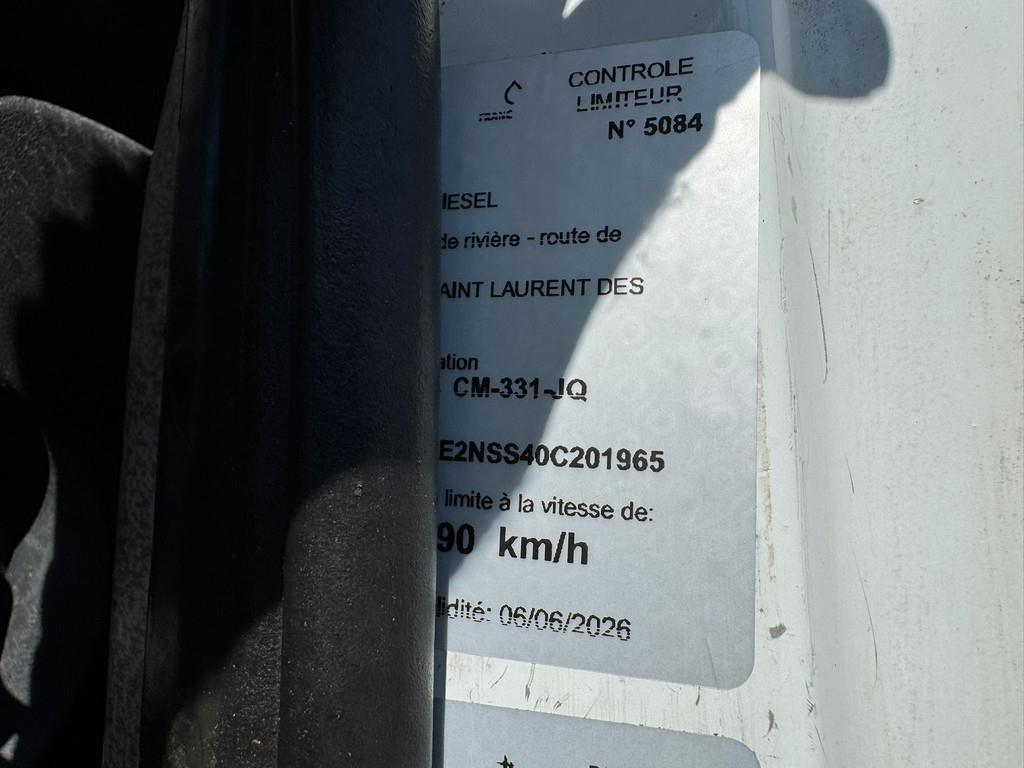 CONTROLE
LIMITEUR
N° 5084
FRANC
IESEL
de rivière - route de
AINT LAURENT DES
ation
CM-331-JQ
E2NSS40C201965
limite à la vitesse de:
90 km/h
lidité: 06/06/2026